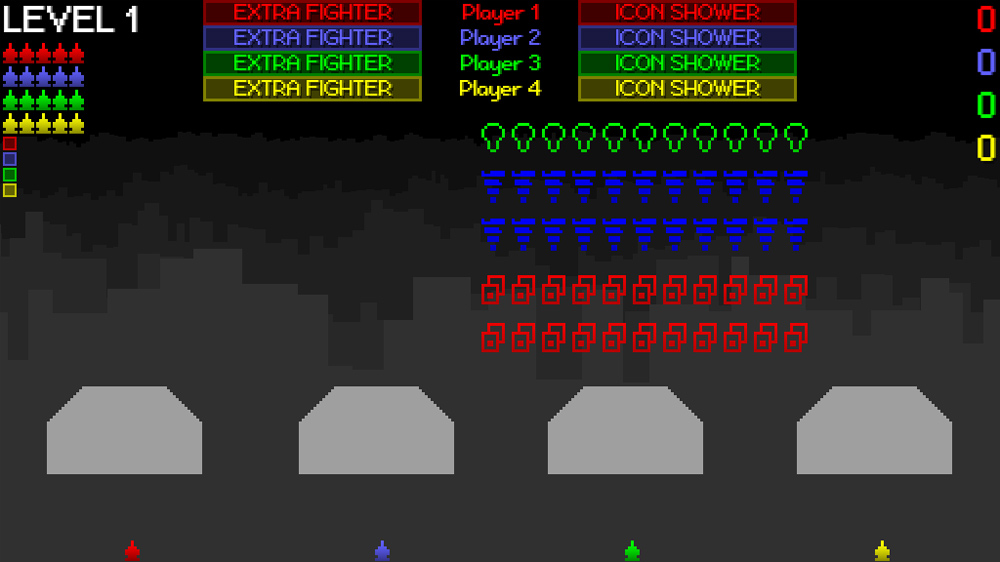 LEVEL 1
EXTRA FIGHTER Player 1 ICON SHOWER 0
EXTRA FIGHTER Player 2 ICON SHOWER 0
EXTRA FIGHTER Player 3 ICON SHOWER 0
EXTRA FIGHTER Player 4 ICON SHOWER 0